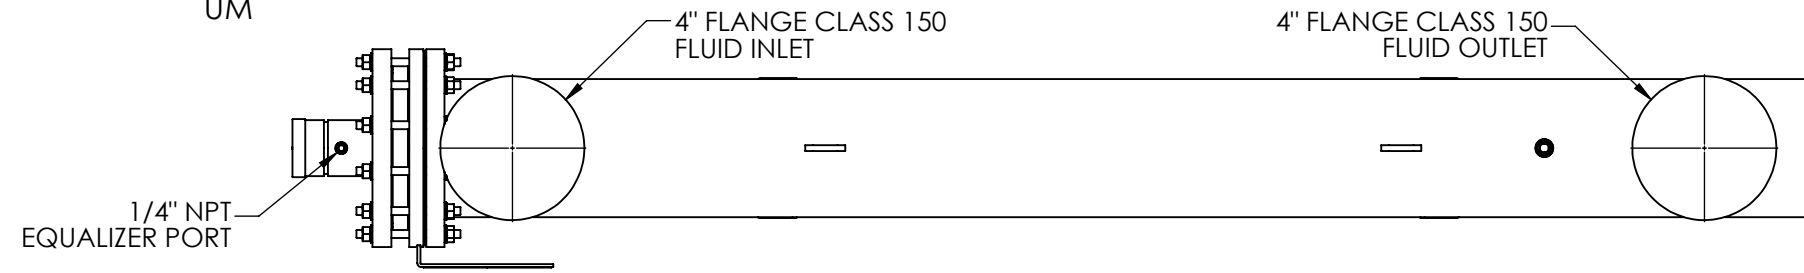 UM
4" FLANGE CLASS 150
FLUID INLET
4" FLANGE CLASS 150
FLUID OUTLET
1/4" NPT
EQUALIZER PORT